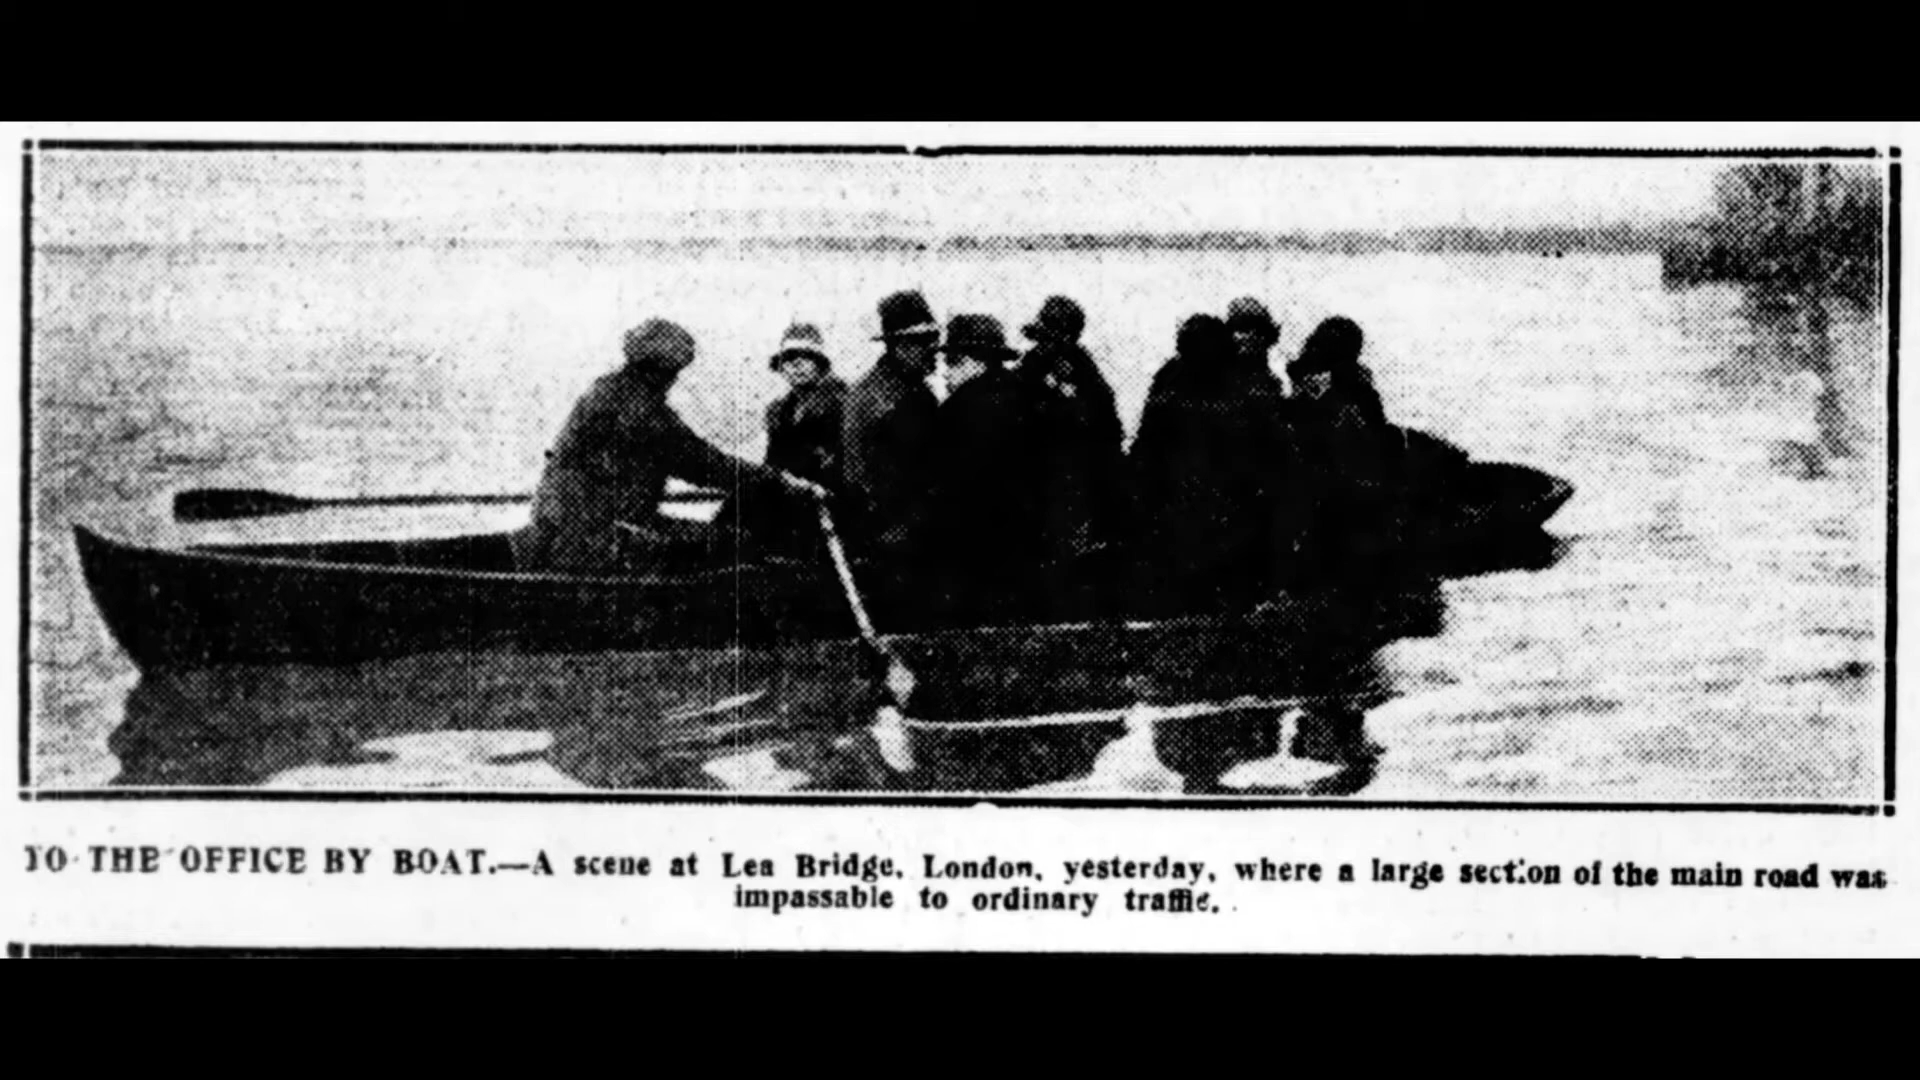 TO THE OFFICE BY BOAT.—A scene at Lea Bridge, London, yesterday, where a large section of the main road was
impassable to ordinary traffic.